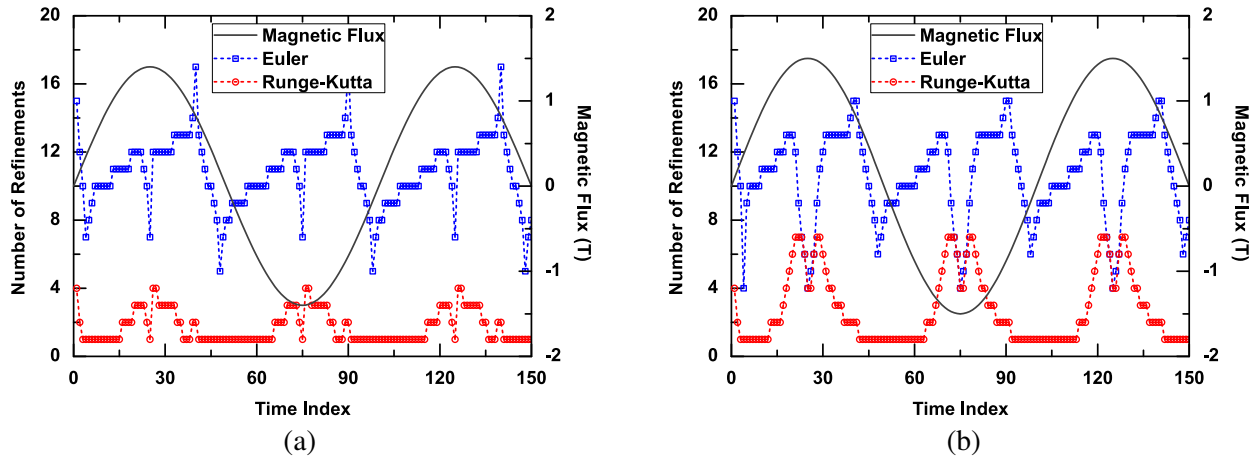 20
16
12
8
4
0
Number of Refinements
Magnetic Flux
Euler
Runge-Kutta
2
1
0
-1
-2
Magnetic Flux (T)
0
30
60
90
120
150
Time Index
(a)
20
16
12
8
4
0
Number of Refinements
Magnetic Flux
Euler
Runge-Kutta
2
1
0
-1
-2
Magnetic Flux (T)
0
30
60
90
120
150
Time Index
(b)